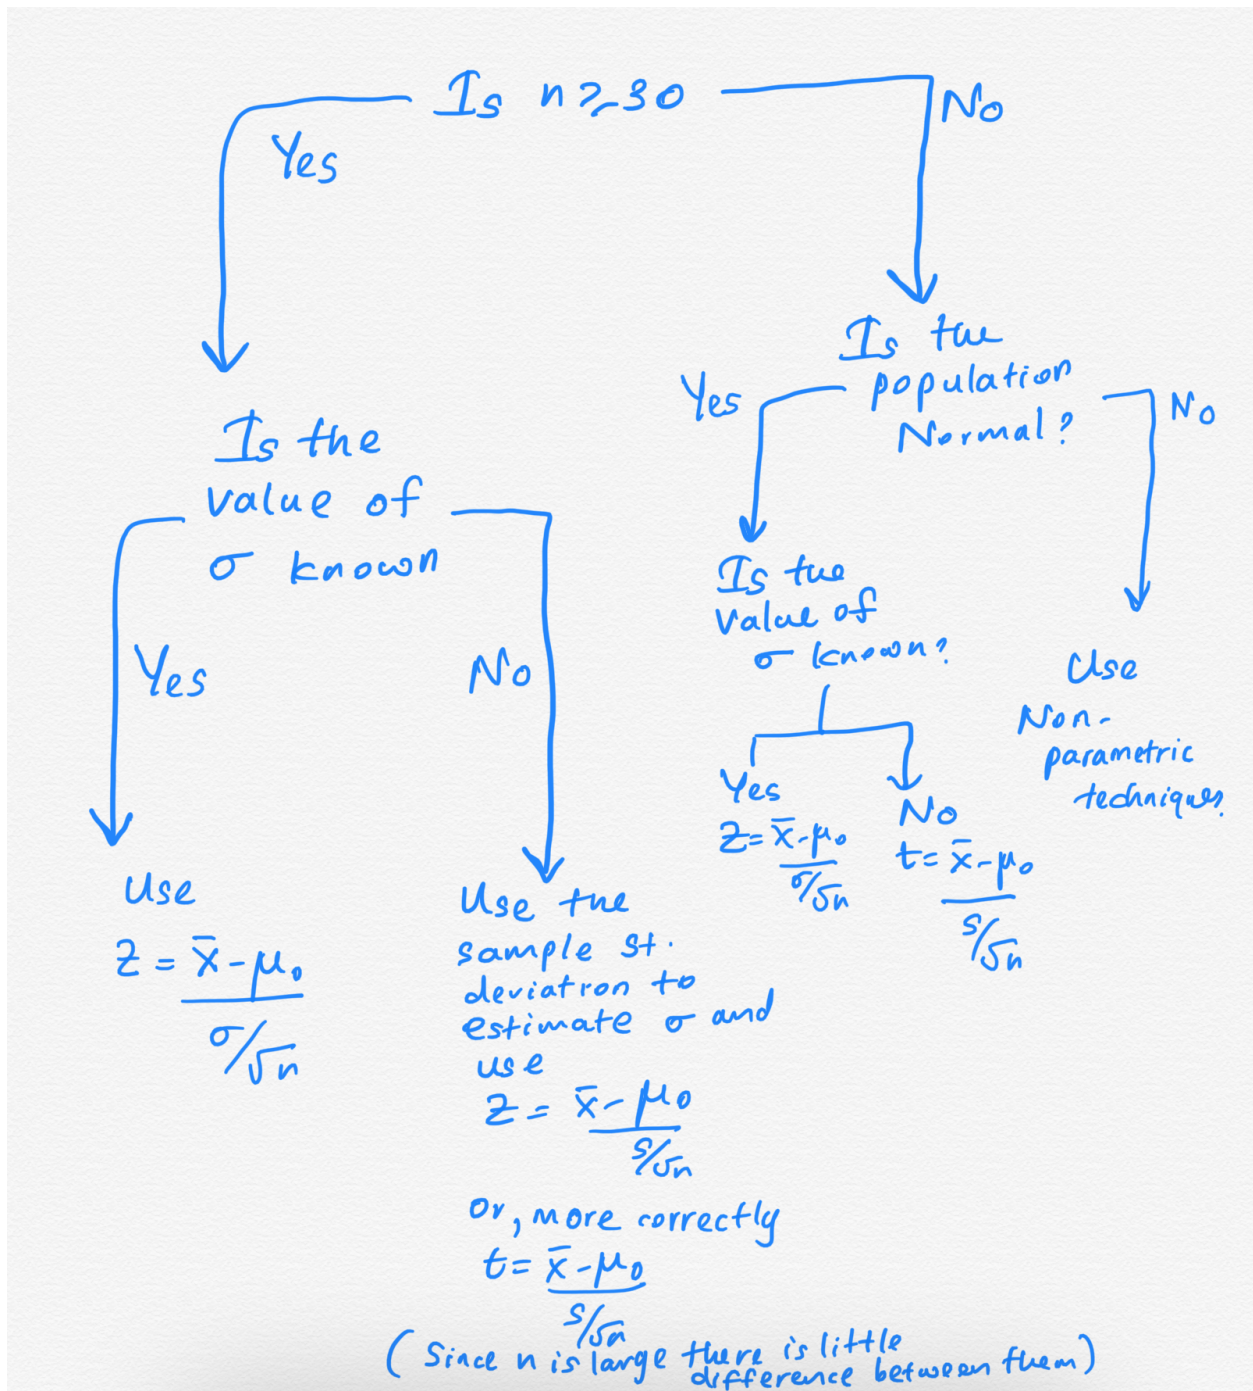 Is n ≥ 30
Yes
No
Is the
value of
σ known
Yes
Use
z = x̄ - μ₀
σ/√n
No
Use the
sample st.
deviation to
estimate σ and
use
z = x̄ - μ₀
s/√n
Or, more correctly
t = x̄ - μ₀
s/√n
(Since n is large there is little
difference between them)
Is the
population
Normal?
Yes
No
Is the
value of
σ known?
Yes
z = x̄ - μ₀
σ/√n
No
t = x̄ - μ₀
s/√n
Use
Non-
parametric
techniques.